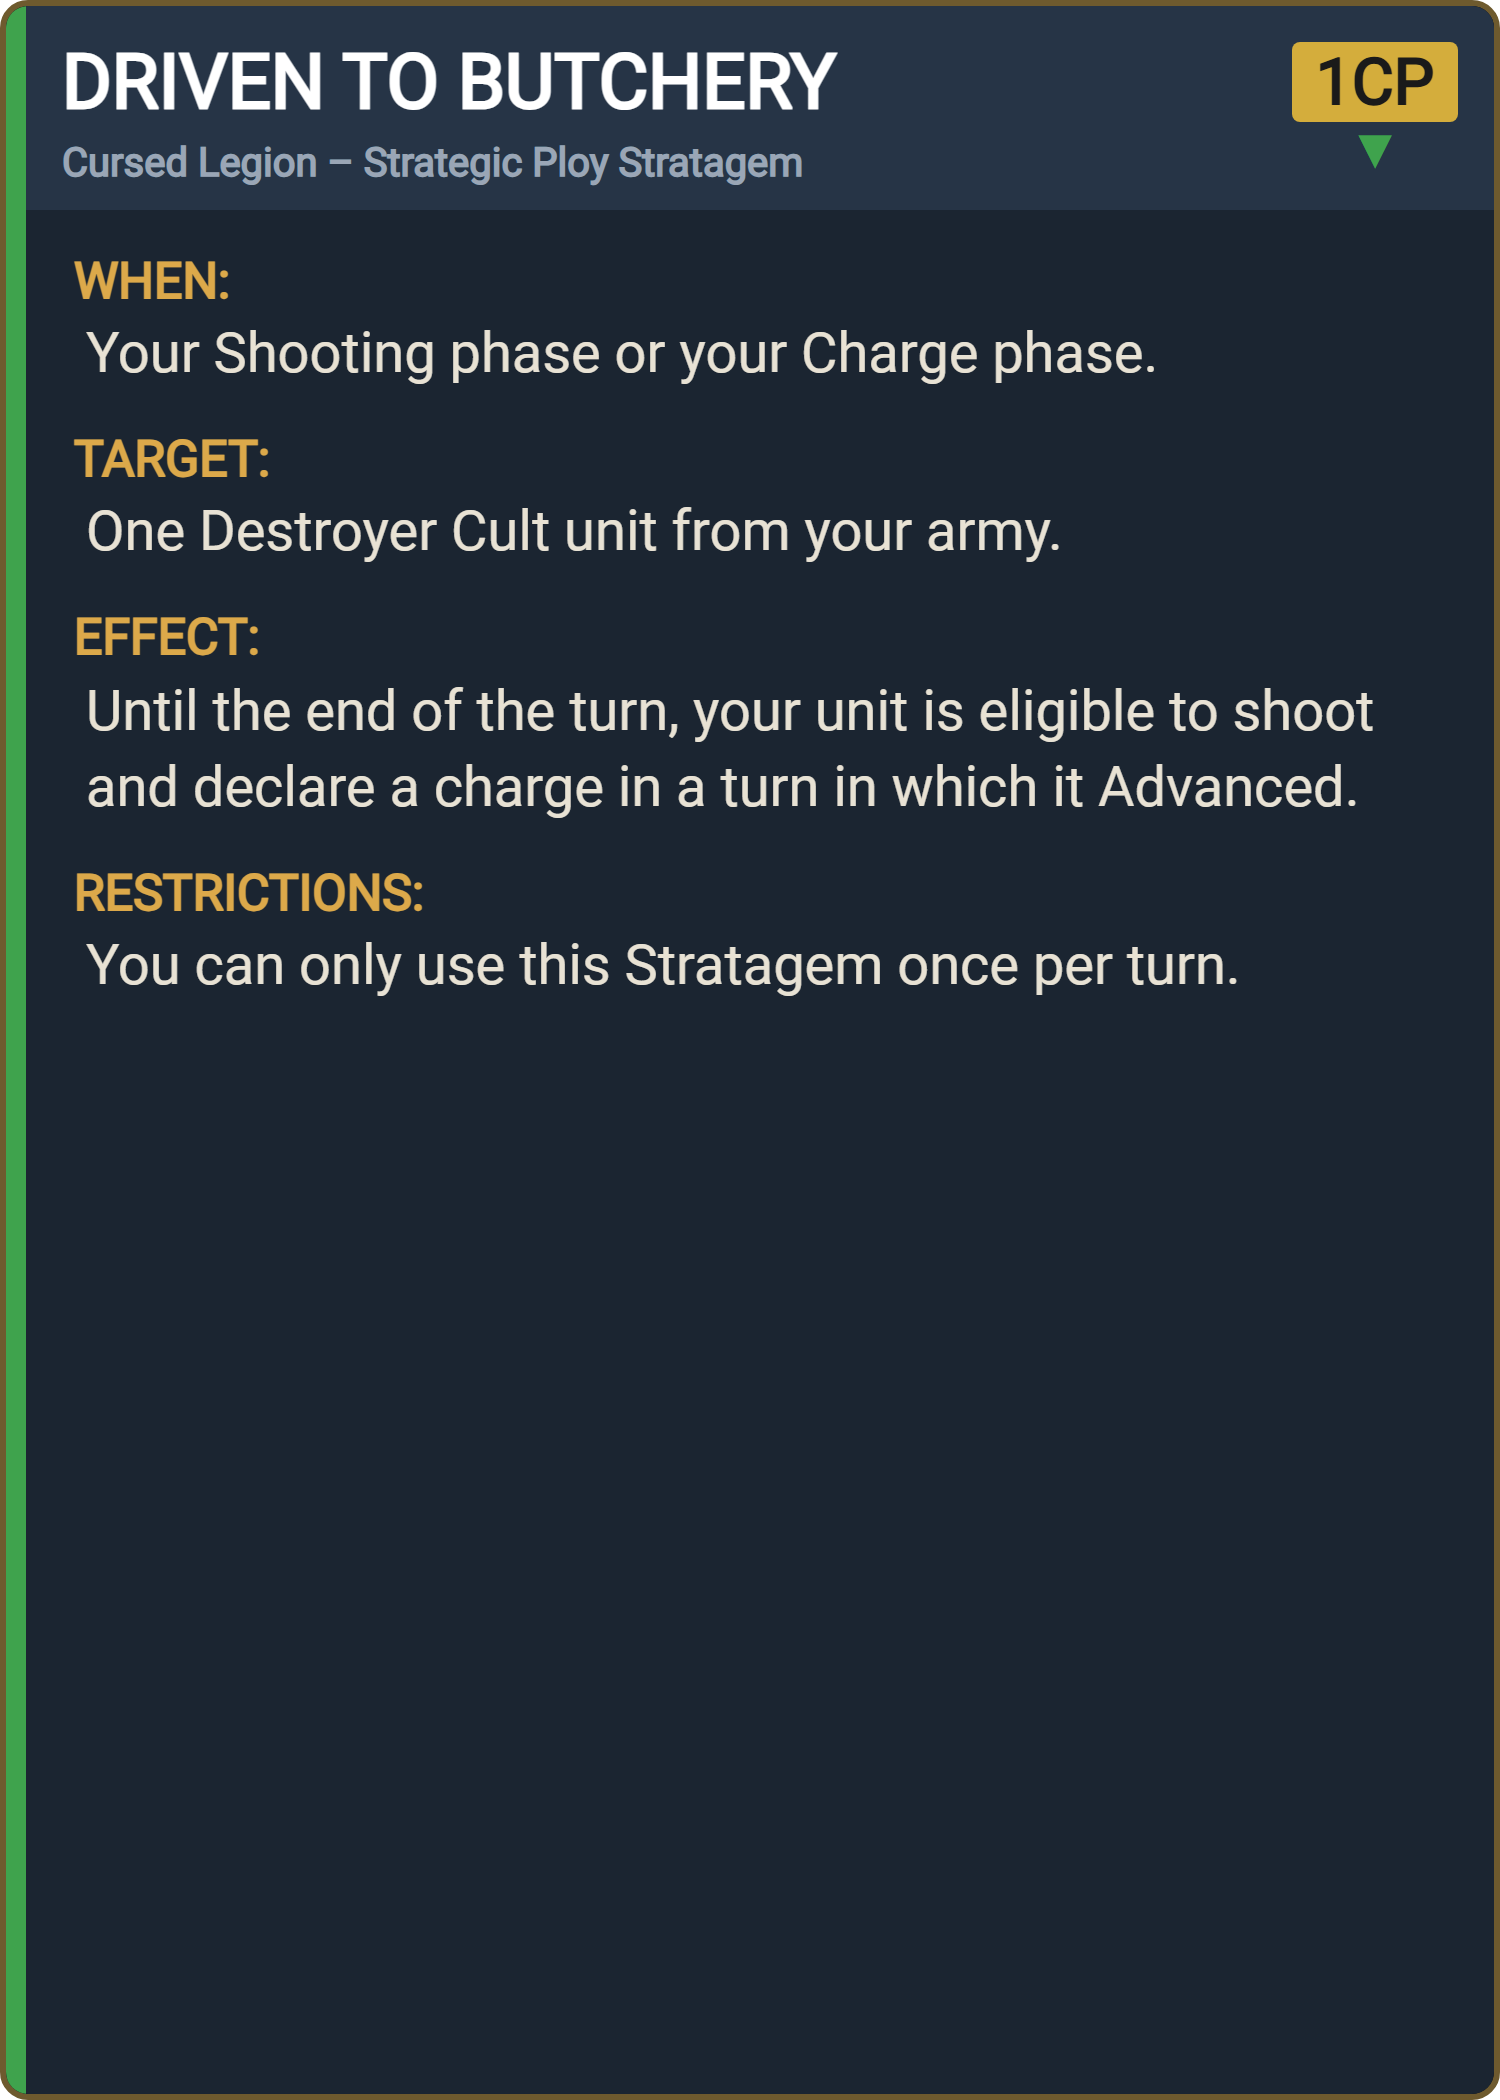 DRIVEN TO BUTCHERY
1CP
Cursed Legion – Strategic Ploy Stratagem
WHEN:
Your Shooting phase or your Charge phase.
TARGET:
One Destroyer Cult unit from your army.
EFFECT:
Until the end of the turn, your unit is eligible to shoot
and declare a charge in a turn in which it Advanced.
RESTRICTIONS:
You can only use this Stratagem once per turn.